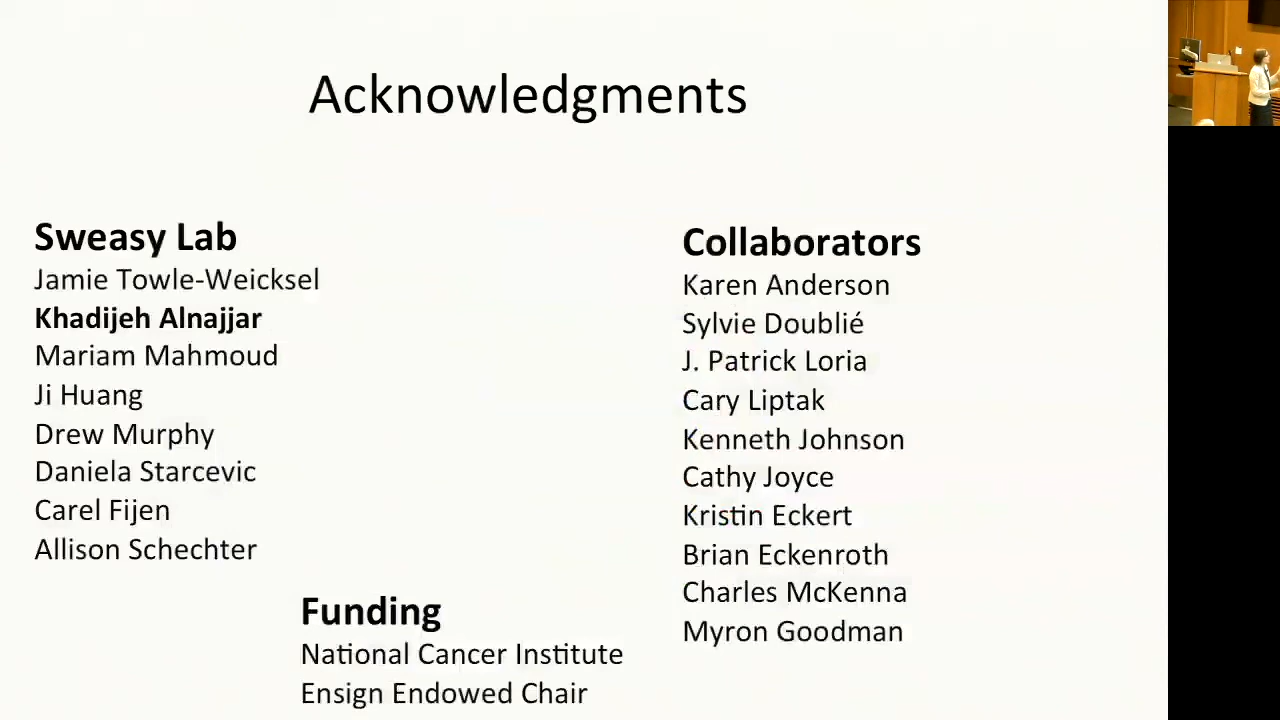 Acknowledgments
Sweasy Lab
Jamie Towle-Weicksel
Khadijeh Alnajjar
Mariam Mahmoud
Ji Huang
Drew Murphy
Daniela Starcevic
Carel Fijen
Allison Schechter
Funding
National Cancer Institute
Ensign Endowed Chair
Collaborators
Karen Anderson
Sylvie Doublié
J. Patrick Loria
Cary Liptak
Kenneth Johnson
Cathy Joyce
Kristin Eckert
Brian Eckenroth
Charles McKenna
Myron Goodman